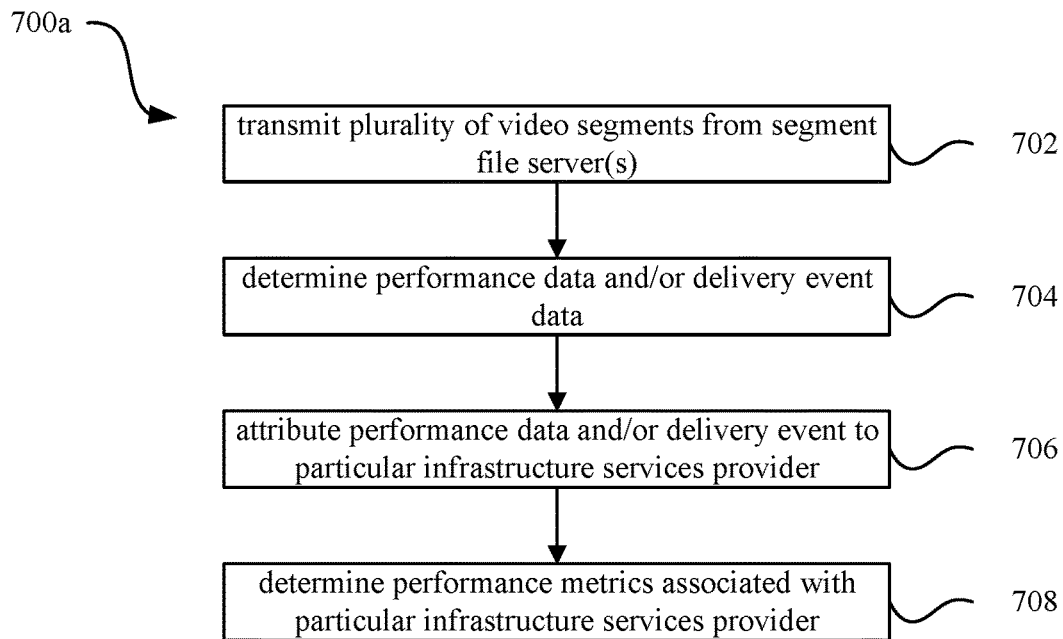 700a
transmit plurality of video segments from segment
file server(s)
702
determine performance data and/or delivery event
data
704
attribute performance data and/or delivery event to
particular infrastructure services provider
706
determine performance metrics associated with
particular infrastructure services provider
708